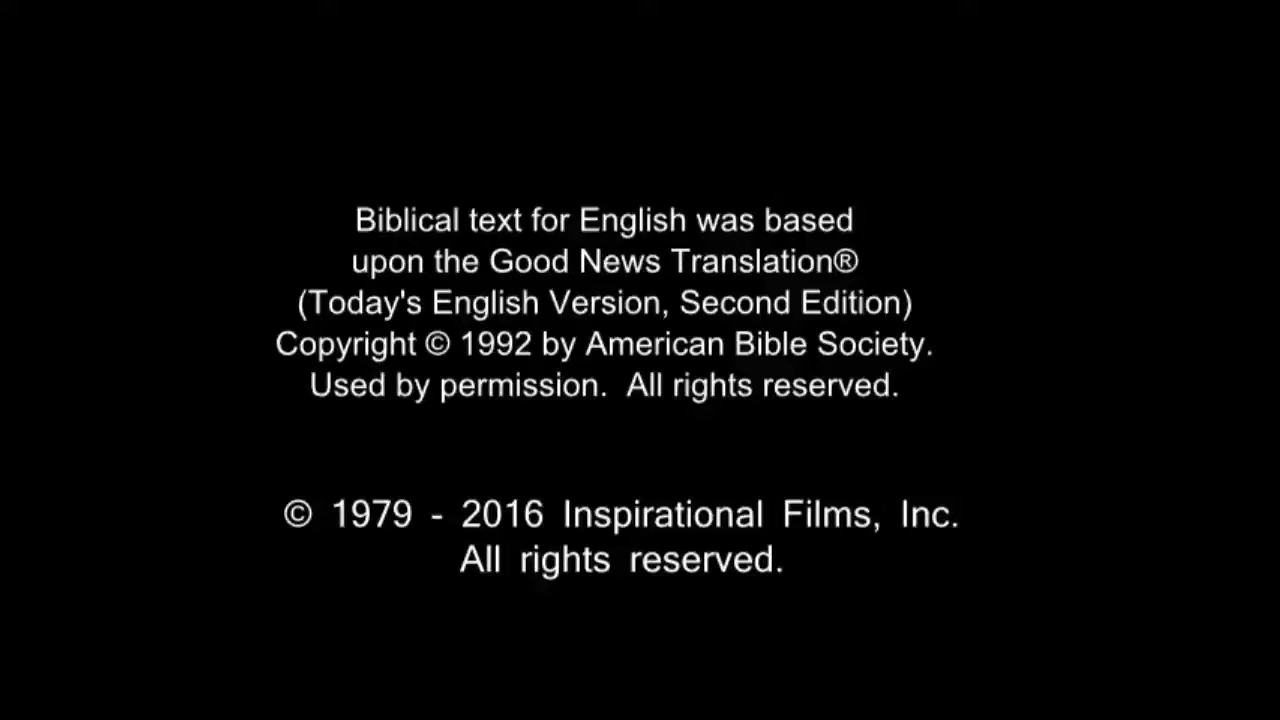 Biblical text for English was based
upon the Good News Translation®
(Today's English Version, Second Edition)
Copyright © 1992 by American Bible Society.
Used by permission.  All rights reserved.
© 1979 - 2016 Inspirational Films, Inc.
All rights reserved.